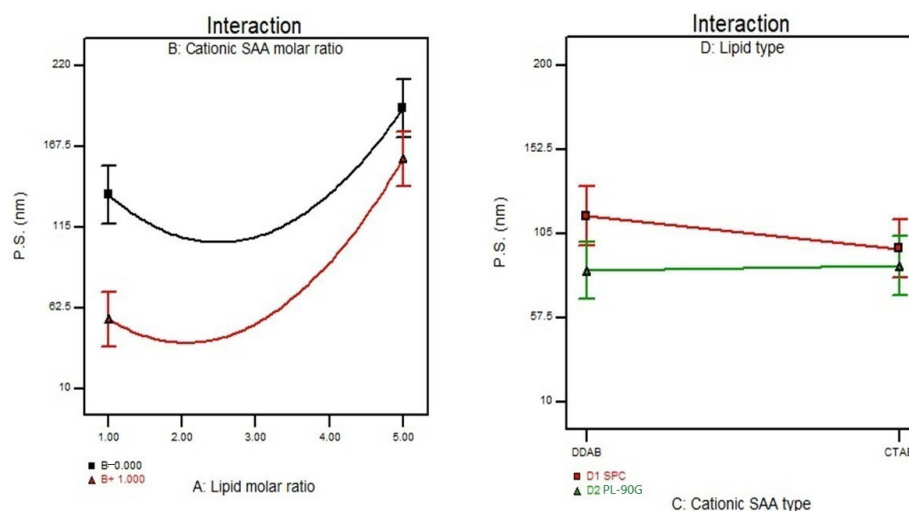 Interaction
B: Cationic SAA molar ratio
220
167.5
115
62.5
10
P.S. (nm)
1.00
2.00
3.00
4.00
5.00
B-0.000
B+ 1.000
A: Lipid molar ratio
Interaction
D: Lipid type
200
152.5
105
57.5
10
P.S. (nm)
DDAB
CTAB
D1 SPC
D2 PL-90G
C: Cationic SAA type